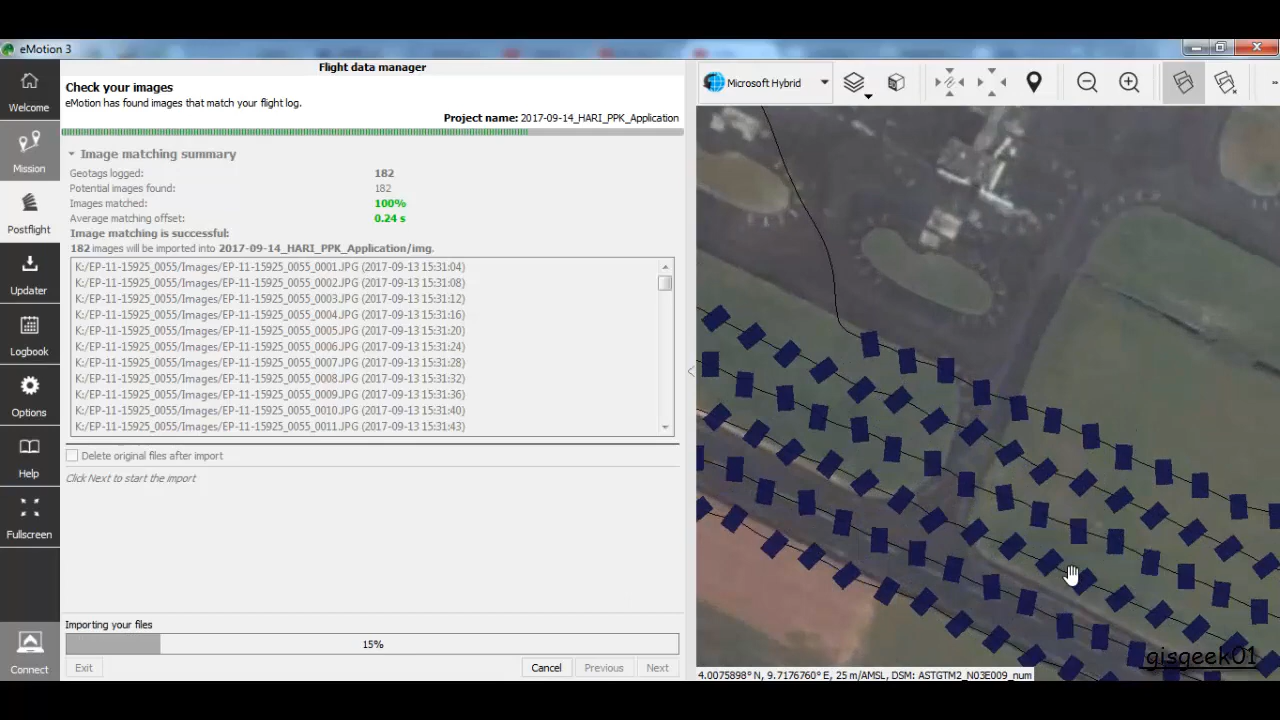 eMotion 3
Welcome
Mission
Postflight
Updater
Logbook
Options
Help
Fullscreen
Connect
Flight data manager
Check your images
eMotion has found images that match your flight log.
Project name: 2017-09-14_HARI_PPK_Application
Image matching summary
Geotags logged: 182
Potential images found: 182
Images matched: 100%
Average matching offset: 0.24 s
Image matching is successful:
182 images will be imported into 2017-09-14_HARI_PPK_Application/img.
K:/EP-11-15925_0055/Images/EP-11-15925_0055_0001.JPG (2017-09-13 15:31:04)
K:/EP-11-15925_0055/Images/EP-11-15925_0055_0002.JPG (2017-09-13 15:31:08)
K:/EP-11-15925_0055/Images/EP-11-15925_0055_0003.JPG (2017-09-13 15:31:12)
K:/EP-11-15925_0055/Images/EP-11-15925_0055_0004.JPG (2017-09-13 15:31:16)
K:/EP-11-15925_0055/Images/EP-11-15925_0055_0005.JPG (2017-09-13 15:31:20)
K:/EP-11-15925_0055/Images/EP-11-15925_0055_0006.JPG (2017-09-13 15:31:24)
K:/EP-11-15925_0055/Images/EP-11-15925_0055_0007.JPG (2017-09-13 15:31:28)
K:/EP-11-15925_0055/Images/EP-11-15925_0055_0008.JPG (2017-09-13 15:31:32)
K:/EP-11-15925_0055/Images/EP-11-15925_0055_0009.JPG (2017-09-13 15:31:36)
K:/EP-11-15925_0055/Images/EP-11-15925_0055_0010.JPG (2017-09-13 15:31:40)
K:/EP-11-15925_0055/Images/EP-11-15925_0055_0011.JPG (2017-09-13 15:31:43)
Delete original files after import
Click Next to start the import
Importing your files
15%
Exit
Cancel
Previous
Next
Microsoft Hybrid
gisgeek01
4.0075898° N, 9.7176760° E, 25 m/AMSL, DSM: ASTGTM2_N03E009_num